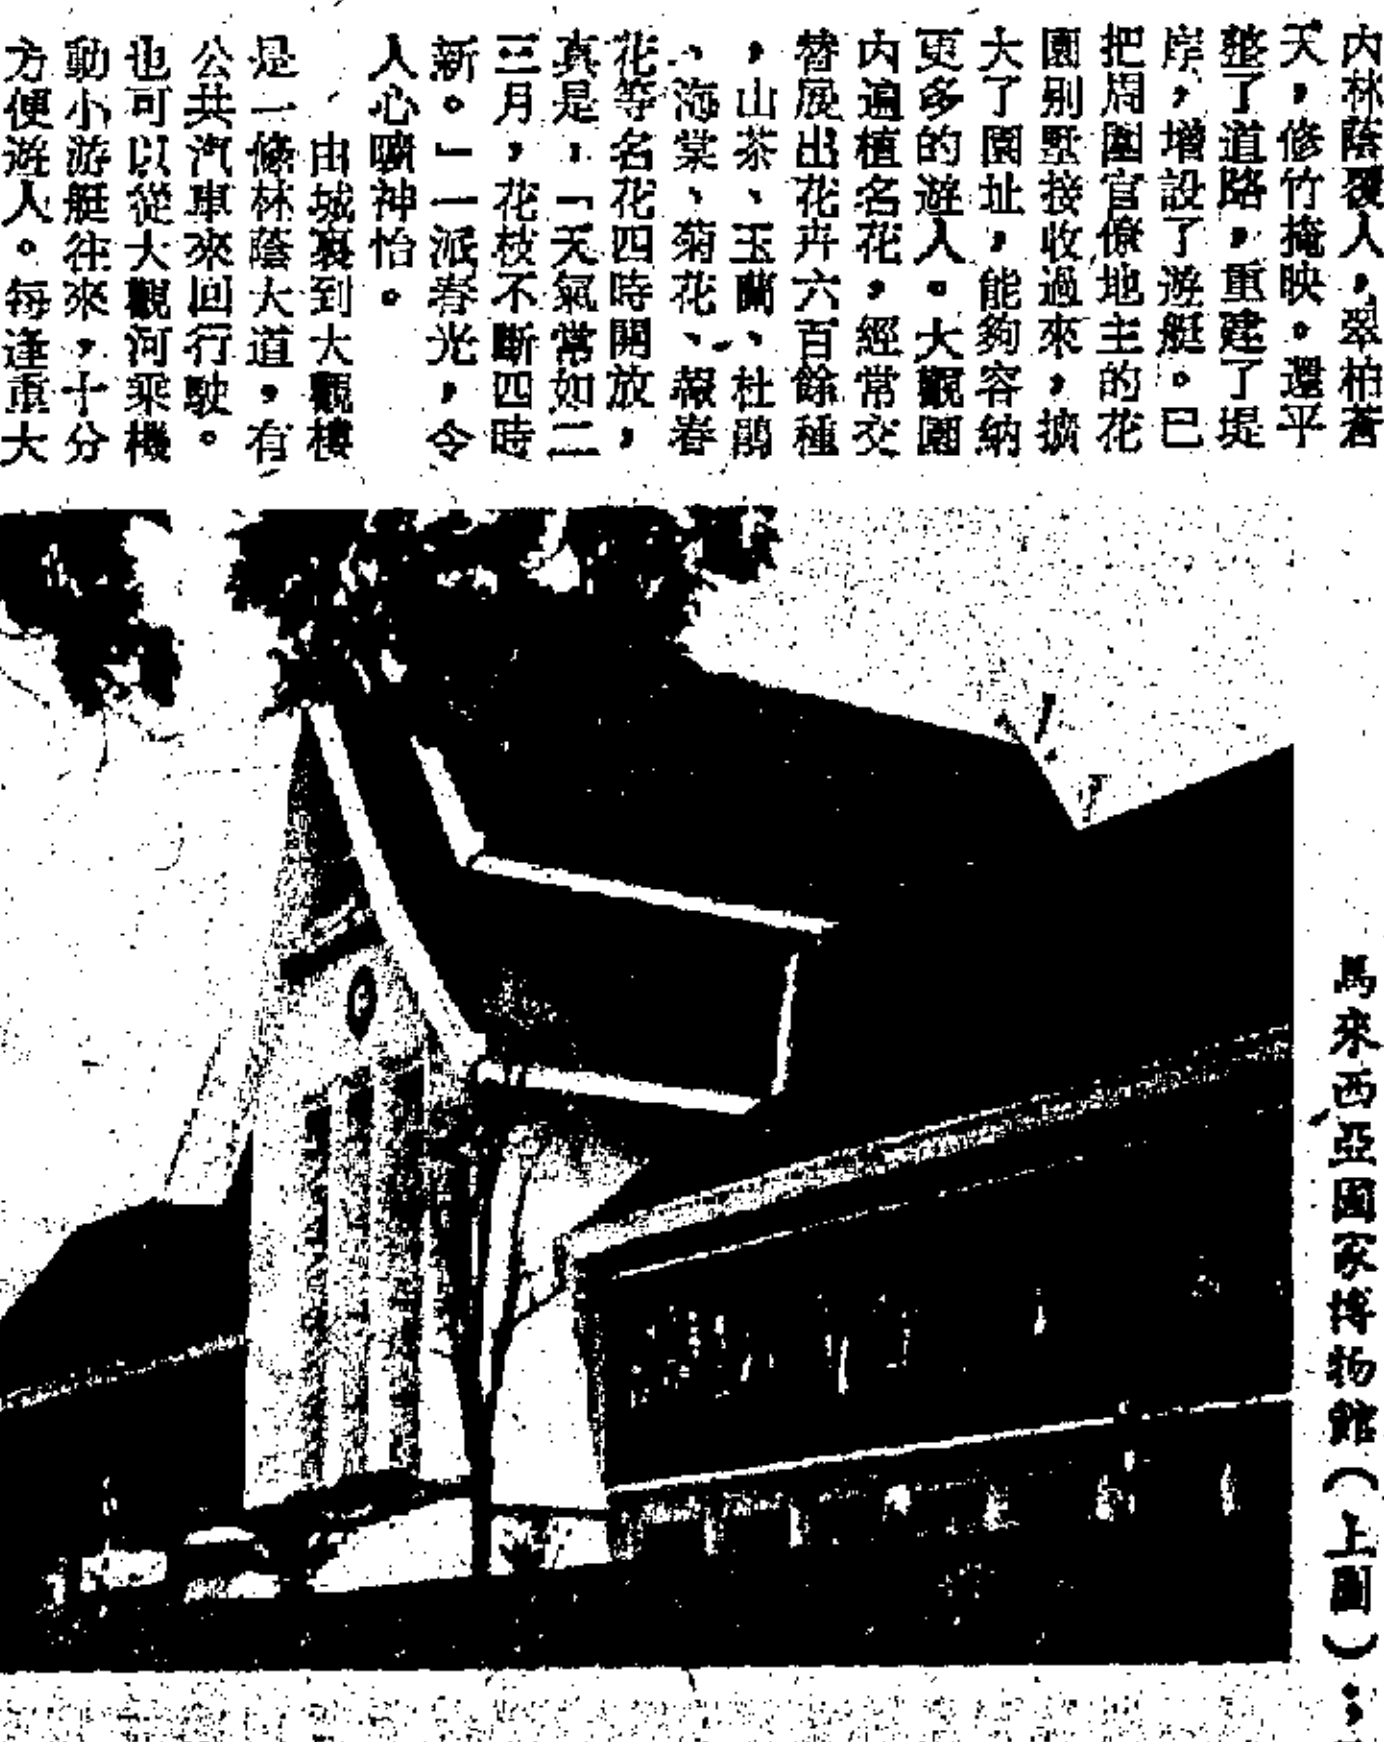 內林蔭覆人，翠柏蒼
天，修竹掩映。還平
整了道路，重建了堤
岸，增設了遊艇。已
把周圍官僚地主的花
園別墅接收過來，擴
大了園址，能夠容納
更多的遊人。大觀園
內遍植名花，經常交
替展出花卉六百餘種
，山茶、玉蘭、杜鵑
、海棠、菊花、報春
花等名花四時開放，
真是，「天氣常如二
三月，花枝不斷四時
新。」一派春光，令
人心曠神怡。
由城裏到大觀樓
是一條林蔭大道，有
公共汽車來回行駛。
也可以從大觀河乘機
動小游艇往來，十分
方便遊人。每逢重大
馬來西亞國家博物館（上圖）；